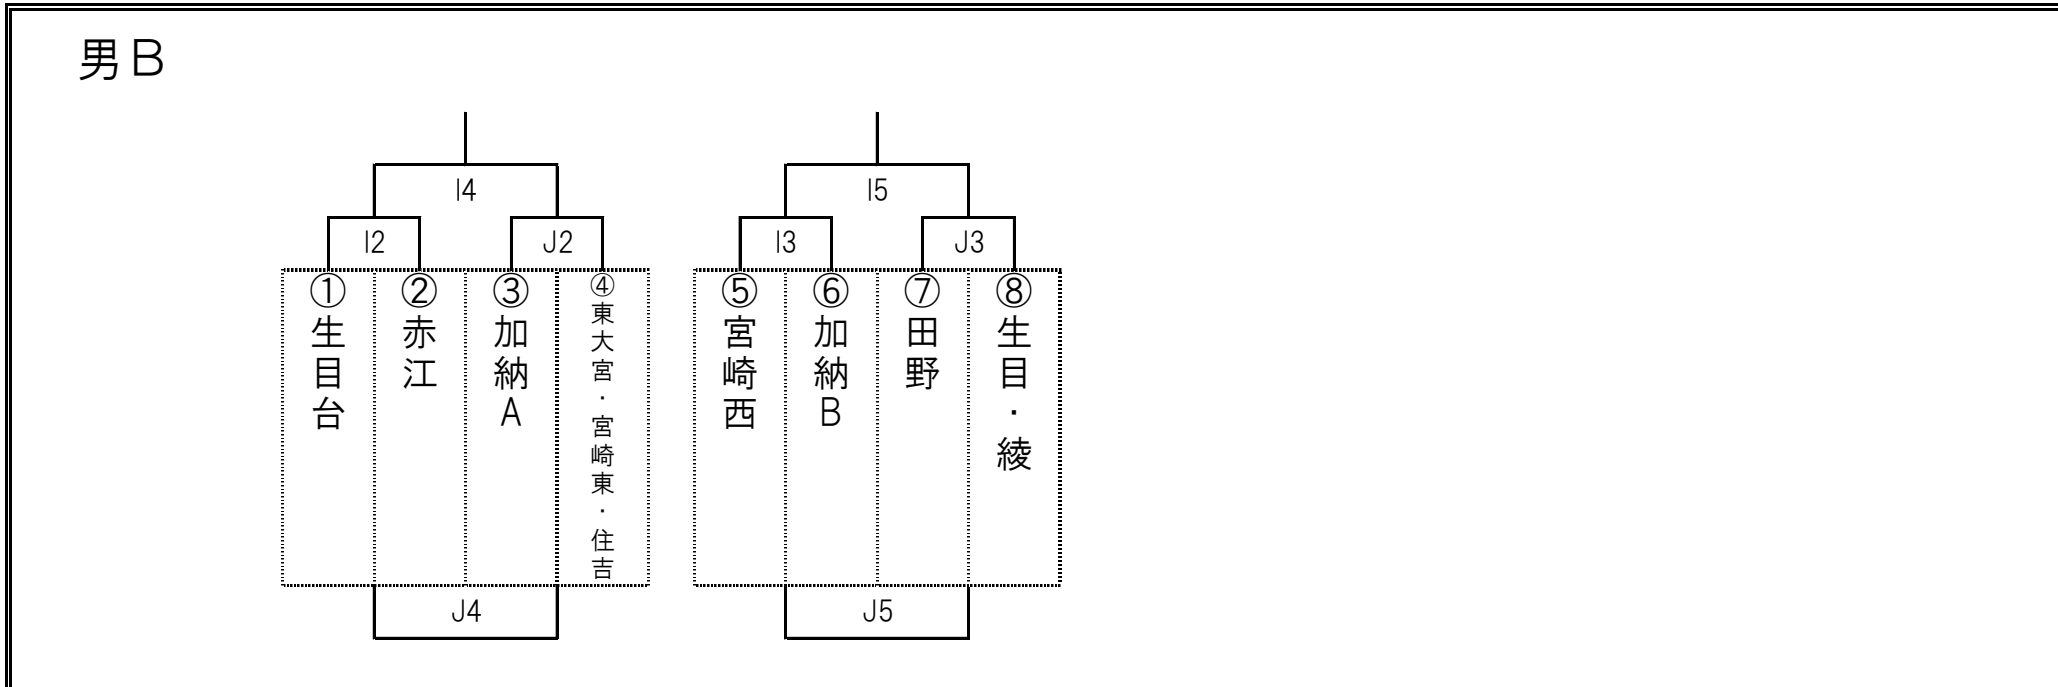 男B
I4
I5
I2
J2
I3
J3
①生目台
②赤江
③加納A
④東大宮・宮崎東・住吉
⑤宮崎西
⑥加納B
⑦田野
⑧生目・綾
J4
J5